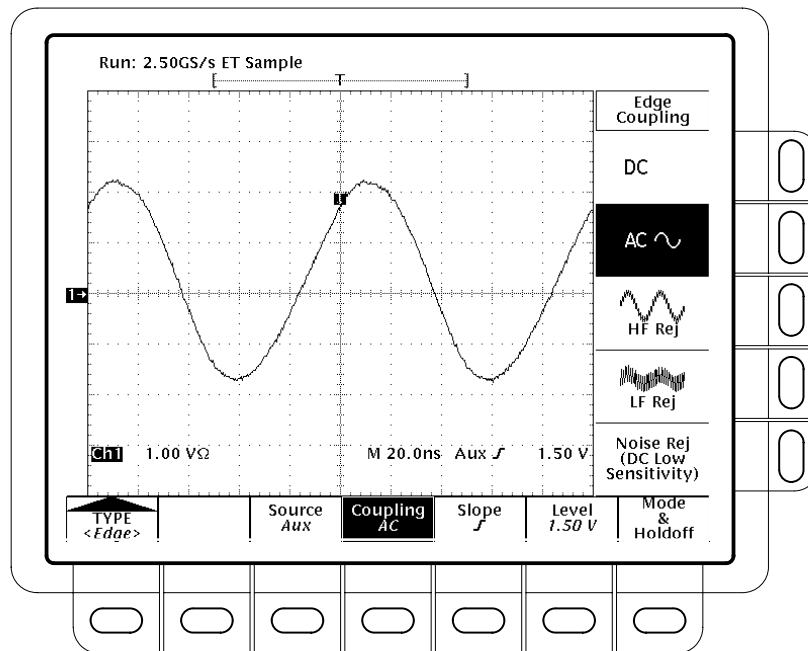 Run: 2.50GS/s ET Sample
T
Edge
Coupling
DC
AC
T
1→
HF Rej
LF Rej
Noise Rej
(DC Low
Sensitivity)
Ch1 1.00 VΩ M 20.0ns Aux 1.50 V
TYPE
<Edge>
Source
Aux
Coupling
AC
Slope
Level
1.50 V
Mode
&
Holdoff